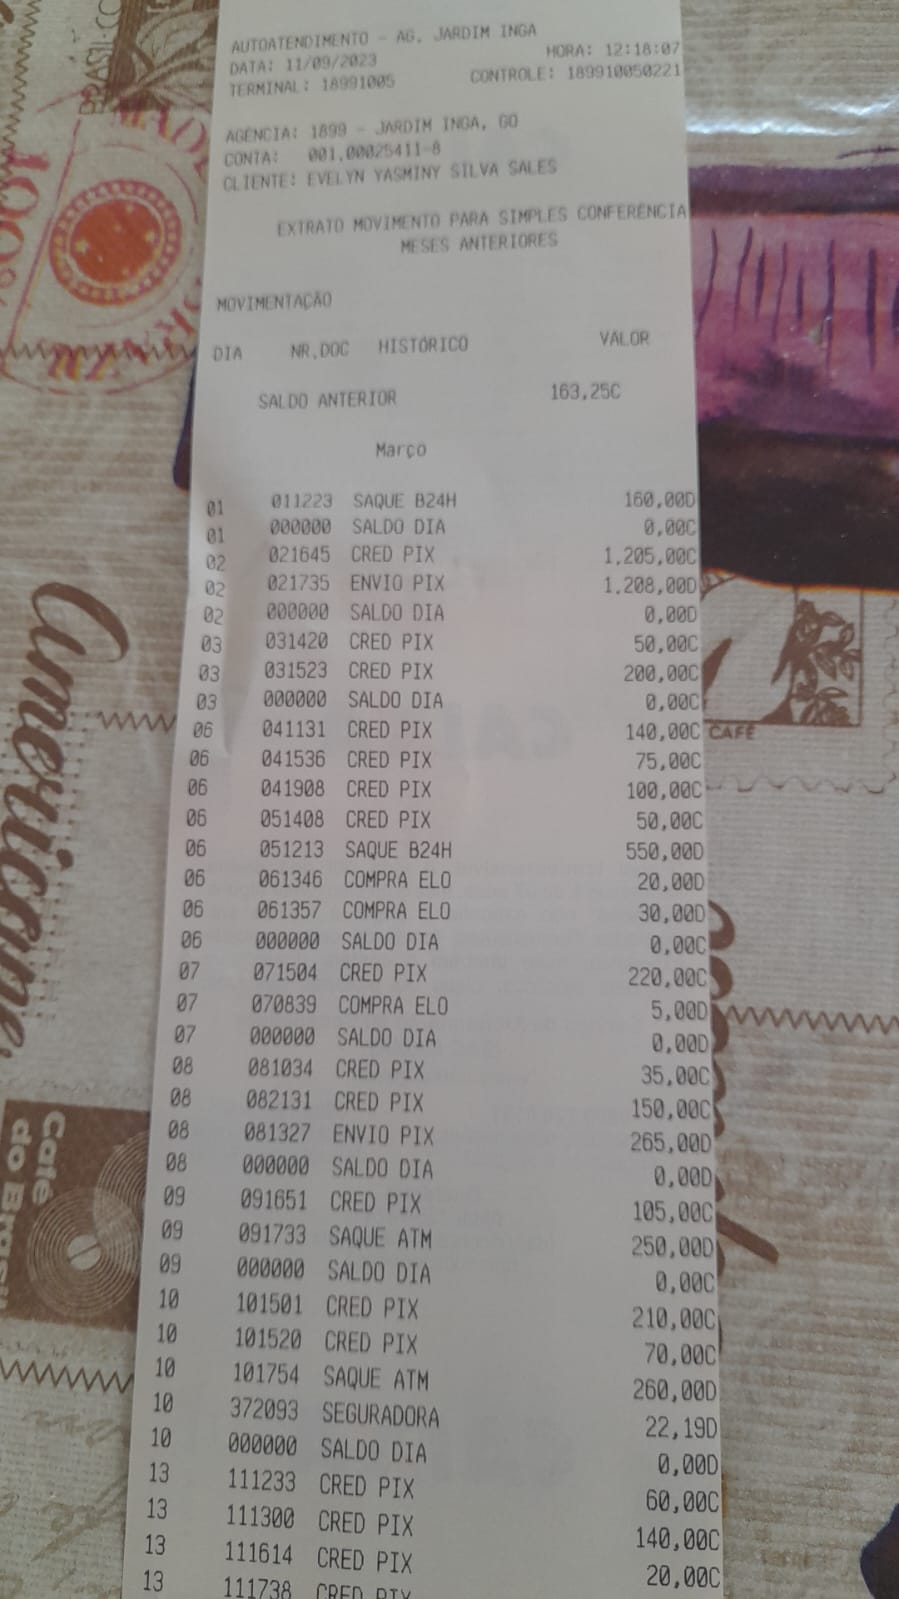 AUTOATENDIMENTO - AG. JARDIM INGA
DATA: 11/09/2023 HORA: 12:18:07
TERMINAL: 18991005 CONTROLE: 189910050221
AGENCIA: 1899 - JARDIM INGA, GO
CONTA: 001.00025411-8
CLIENTE: EVELYN YASMINY SILVA SALES
EXTRATO MOVIMENTO PARA SIMPLES CONFERÊNCIA
MESES ANTERIORES
MOVIMENTAÇÃO
DIA NR.DOC HISTÓRICO VALOR
SALDO ANTERIOR 163,25C
Março
01 011223 SAQUE B24H 160,00D
01 000000 SALDO DIA 0,00C
02 021645 CRED PIX 1.205,00C
02 021735 ENVIO PIX 1.208,00D
02 000000 SALDO DIA 0,00D
03 031420 CRED PIX 50,00C
03 031523 CRED PIX 200,00C
03 000000 SALDO DIA 0,00C
06 041131 CRED PIX 140,00C
06 041536 CRED PIX 75,00C
06 041908 CRED PIX 100,00C
06 051408 CRED PIX 50,00C
06 051213 SAQUE B24H 550,00D
06 061346 COMPRA ELO 20,00D
06 061357 COMPRA ELO 30,00D
06 000000 SALDO DIA 0,00C
07 071504 CRED PIX 220,00C
07 070839 COMPRA ELO 5,00D
07 000000 SALDO DIA 0,00D
08 081034 CRED PIX 35,00C
08 082131 CRED PIX 150,00C
08 081327 ENVIO PIX 265,00D
08 000000 SALDO DIA 0,00D
09 091651 CRED PIX 105,00C
09 091733 SAQUE ATM 250,00D
09 000000 SALDO DIA 0,00C
10 101501 CRED PIX 210,00C
10 101520 CRED PIX 70,00C
10 101754 SAQUE ATM 260,00D
10 372093 SEGURADORA 22,19D
10 000000 SALDO DIA 0,00D
13 111233 CRED PIX 60,00C
13 111300 CRED PIX 140,00C
13 111614 CRED PIX 20,00C
13 111738 CRED PIX
CAFÉ
Café
do Bras